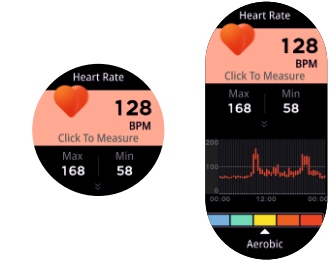 Heart Rate
128
BPM
Click To Measure
Max Min
168 58
Heart Rate
128
BPM
Click To Measure
Max Min
168 58
200
100
0
00:00 12:00 00:00
Aerobic